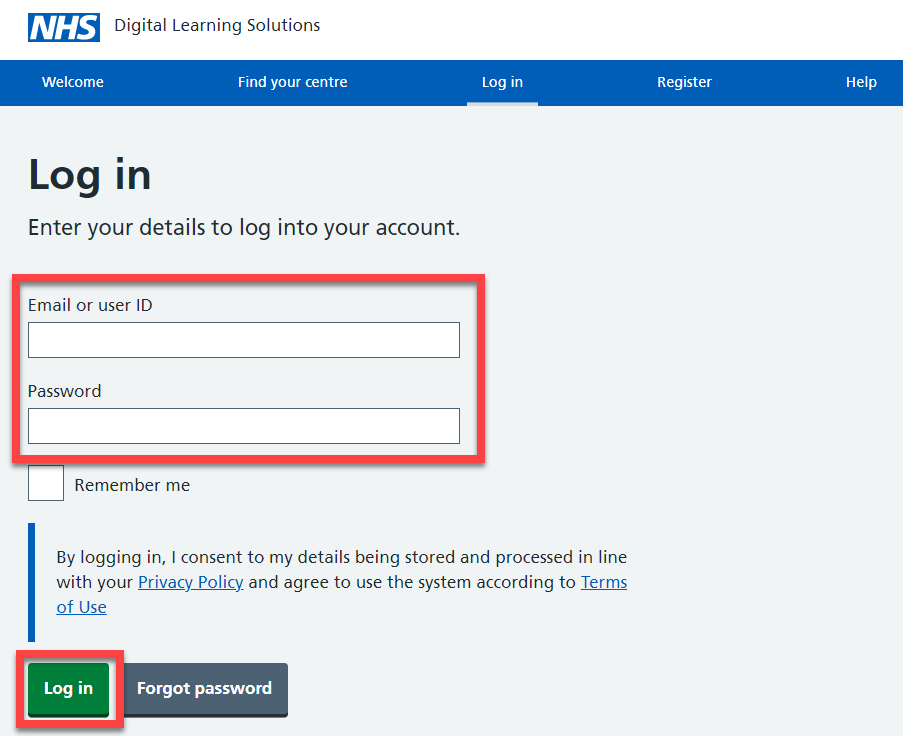 NHS Digital Learning Solutions
Welcome Find your centre Log in Register Help
Log in
Enter your details to log into your account.
Email or user ID
Password
Remember me
By logging in, I consent to my details being stored and processed in line
with your Privacy Policy and agree to use the system according to Terms
of Use
Log in Forgot password